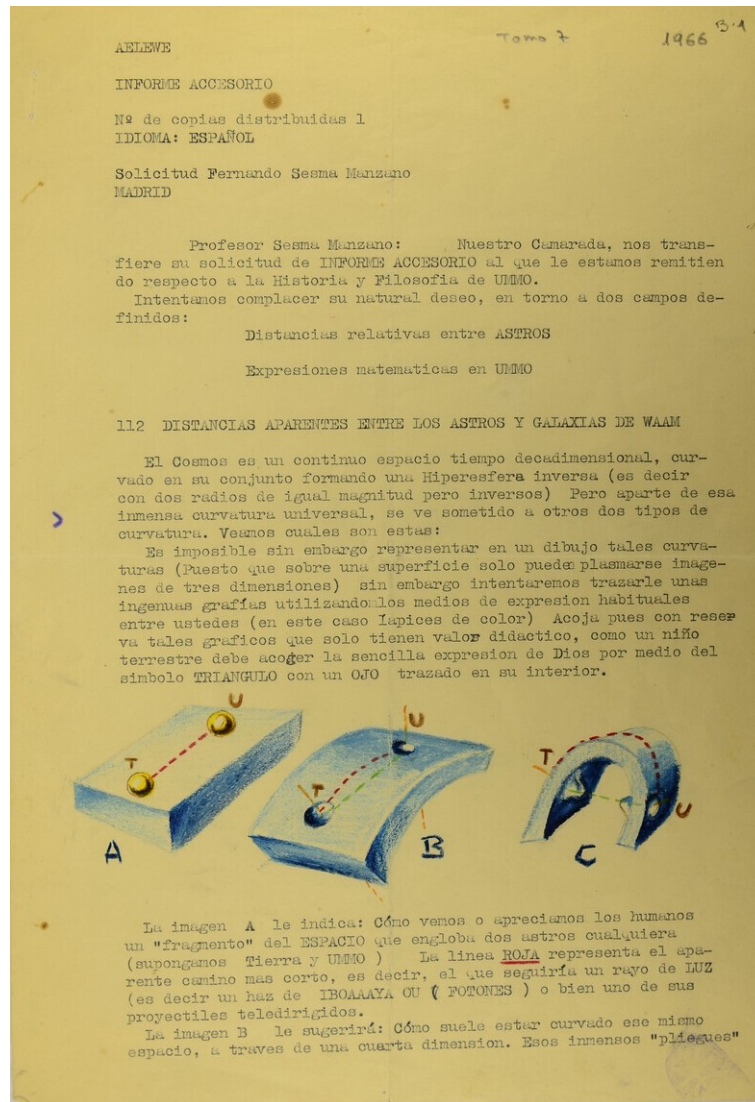 B-1
Tomo 7
1966
AELEWE
INFORME ACCESORIO
Nº de copias distribuidas 1
IDIOMA: ESPAÑOL
Solicitud Fernando Sesma Manzano
MADRID
Profesor Sesma Manzano: Nuestro Camarada, nos trans-
fiere su solicitud de INFORME ACCESORIO al que le estamos remitien
do respecto a la Historia y Filosofia de UMMO.
Intentamos complacer su natural deseo, en torno a dos campos de-
finidos:
Distancias relativas entre ASTROS
Expresiones matematicas en UMMO
112 DISTANCIAS APARENTES ENTRE LOS ASTROS Y GALAXIAS DE WAAM
El Cosmos es un continuo espacio tiempo decadimensional, cur-
vado en su conjunto formando una Hiperesfera inversa (es decir
con dos radios de igual magnitud pero inversos) Pero aparte de esa
inmensa curvatura universal, se ve sometido a otros dos tipos de
curvatura. Veamos cuales son estas:
Es imposible sin embargo representar en un dibujo tales curva-
turas (Puesto que sobre una superficie solo puede plasmarse image-
nes de tres dimensiones) sin embargo intentaremos trazarle unas
ingenuas grafías utilizando los medios de expresion habituales
entre ustedes (en este caso Iapices de color) Acoja pues con reser
va tales graficos que solo tienen valor didactico, como un niño
terrestre debe acoger la sencilla expresion de Dios por medio del
simbolo TRIANGULO con un OJO trazado en su interior.
T U
T U
T U
A B C
La imagen A le indica: Cómo vemos o apreciamos los humanos
un "fragmento" del ESPACIO que engloba dos astros cualquiera
(supongamos Tierra y UMMO ) La linea ROJA representa el apa-
rente camino mas corto, es decir, el que seguiría un rayo de LUZ
(es decir un haz de IBOAAAYA OU ( FOTONES ) o bien uno de sus
proyectiles teledirigidos.
La imagen B le sugerirá: Cómo suele estar curvado ese mismo
espacio, a traves de una cuarta dimension. Esos inmensos "pliegues"